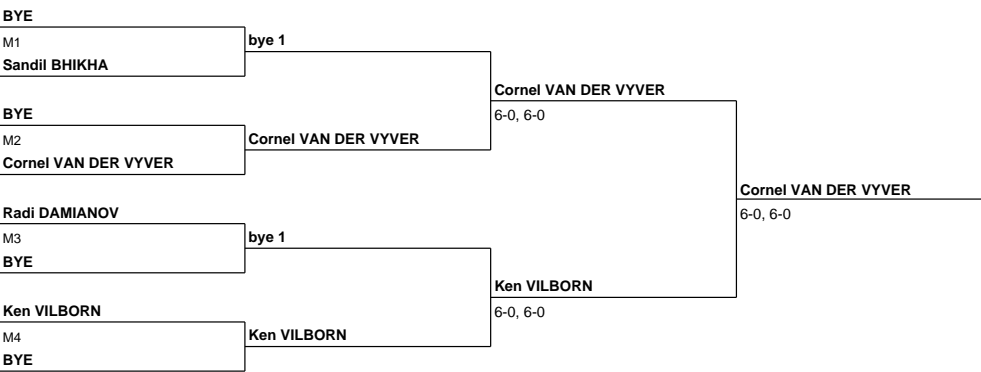 BYE
M1
Sandil BHIKHA
bye 1
BYE
M2
Cornel VAN DER VYVER
Cornel VAN DER VYVER
Cornel VAN DER VYVER
6-0, 6-0
Radi DAMIANOV
M3
BYE
bye 1
Ken VILBORN
M4
BYE
Ken VILBORN
Ken VILBORN
6-0, 6-0
Cornel VAN DER VYVER
6-0, 6-0